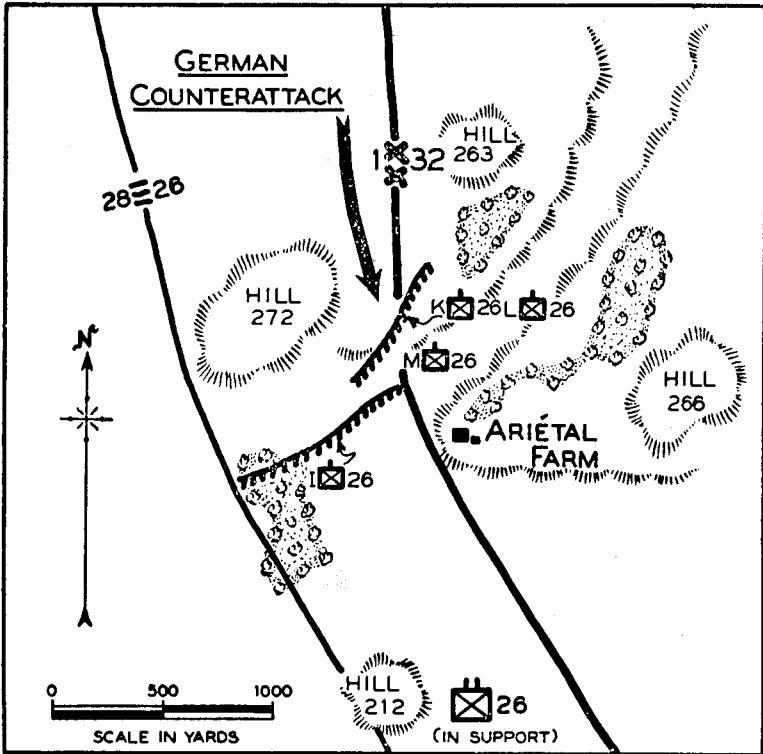 GERMAN
COUNTERATTACK
1 32
HILL
263
28 26
HILL
272
K 26 L 26
M 26
HILL
266
ARIÉTAL
FARM
I 26
N
HILL
212
26
(IN SUPPORT)
0 500 1000
SCALE IN YARDS